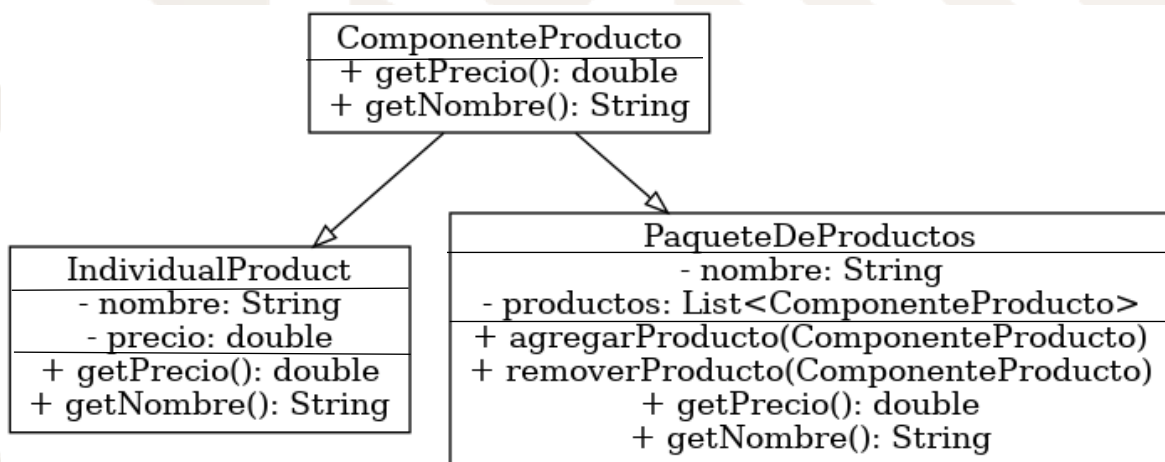 ComponenteProducto
+ getPrecio(): double
+ getNombre(): String
IndividualProduct
- nombre: String
- precio: double
+ getPrecio(): double
+ getNombre(): String
PaqueteDeProductos
- nombre: String
- productos: List<ComponenteProducto>
+ agregarProducto(ComponenteProducto)
+ removerProducto(ComponenteProducto)
+ getPrecio(): double
+ getNombre(): String